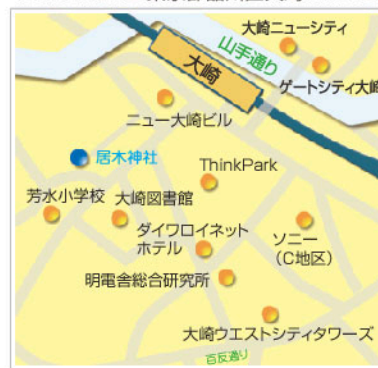 大崎ニューシティ
山手通り
大崎
ゲートシティ大崎
ニュー大崎ビル
居木神社
ThinkPark
芳水小学校
大崎図書館
ダイワロイネット
ホテル
ソニー
（C地区）
明電舎総合研究所
大崎ウエストシティタワーズ
百反通り